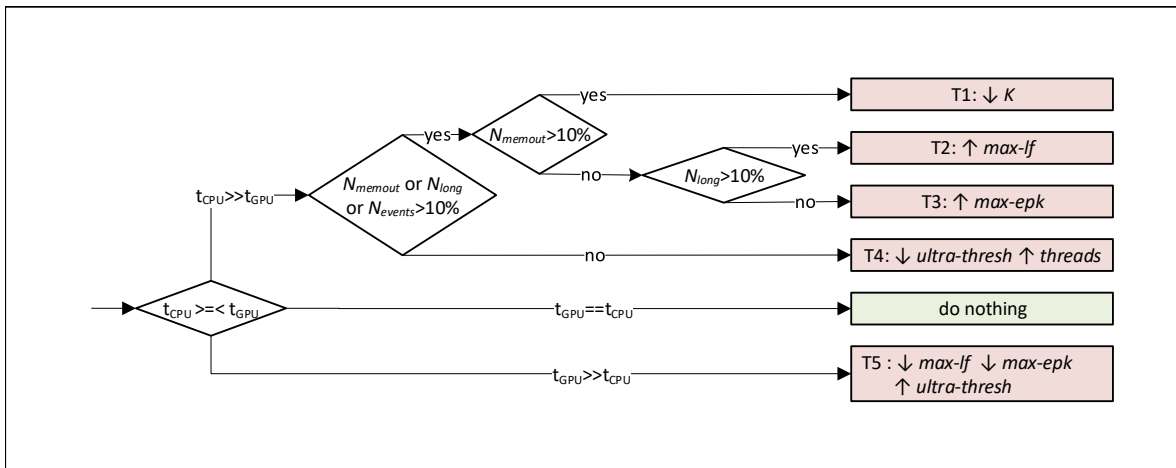 yes
T1: ↓ K
yes
N_memout>10%
yes
T2: ↑ max-lf
N_memout or N_long
or N_events>10%
no
N_long>10%
t_CPU>>t_GPU
no
T3: ↑ max-epk
no
T4: ↓ ultra-thresh ↑ threads
t_CPU >=< t_GPU
t_GPU==t_CPU
do nothing
t_GPU>>t_CPU
T5 : ↓ max-lf ↓ max-epk
↑ ultra-thresh